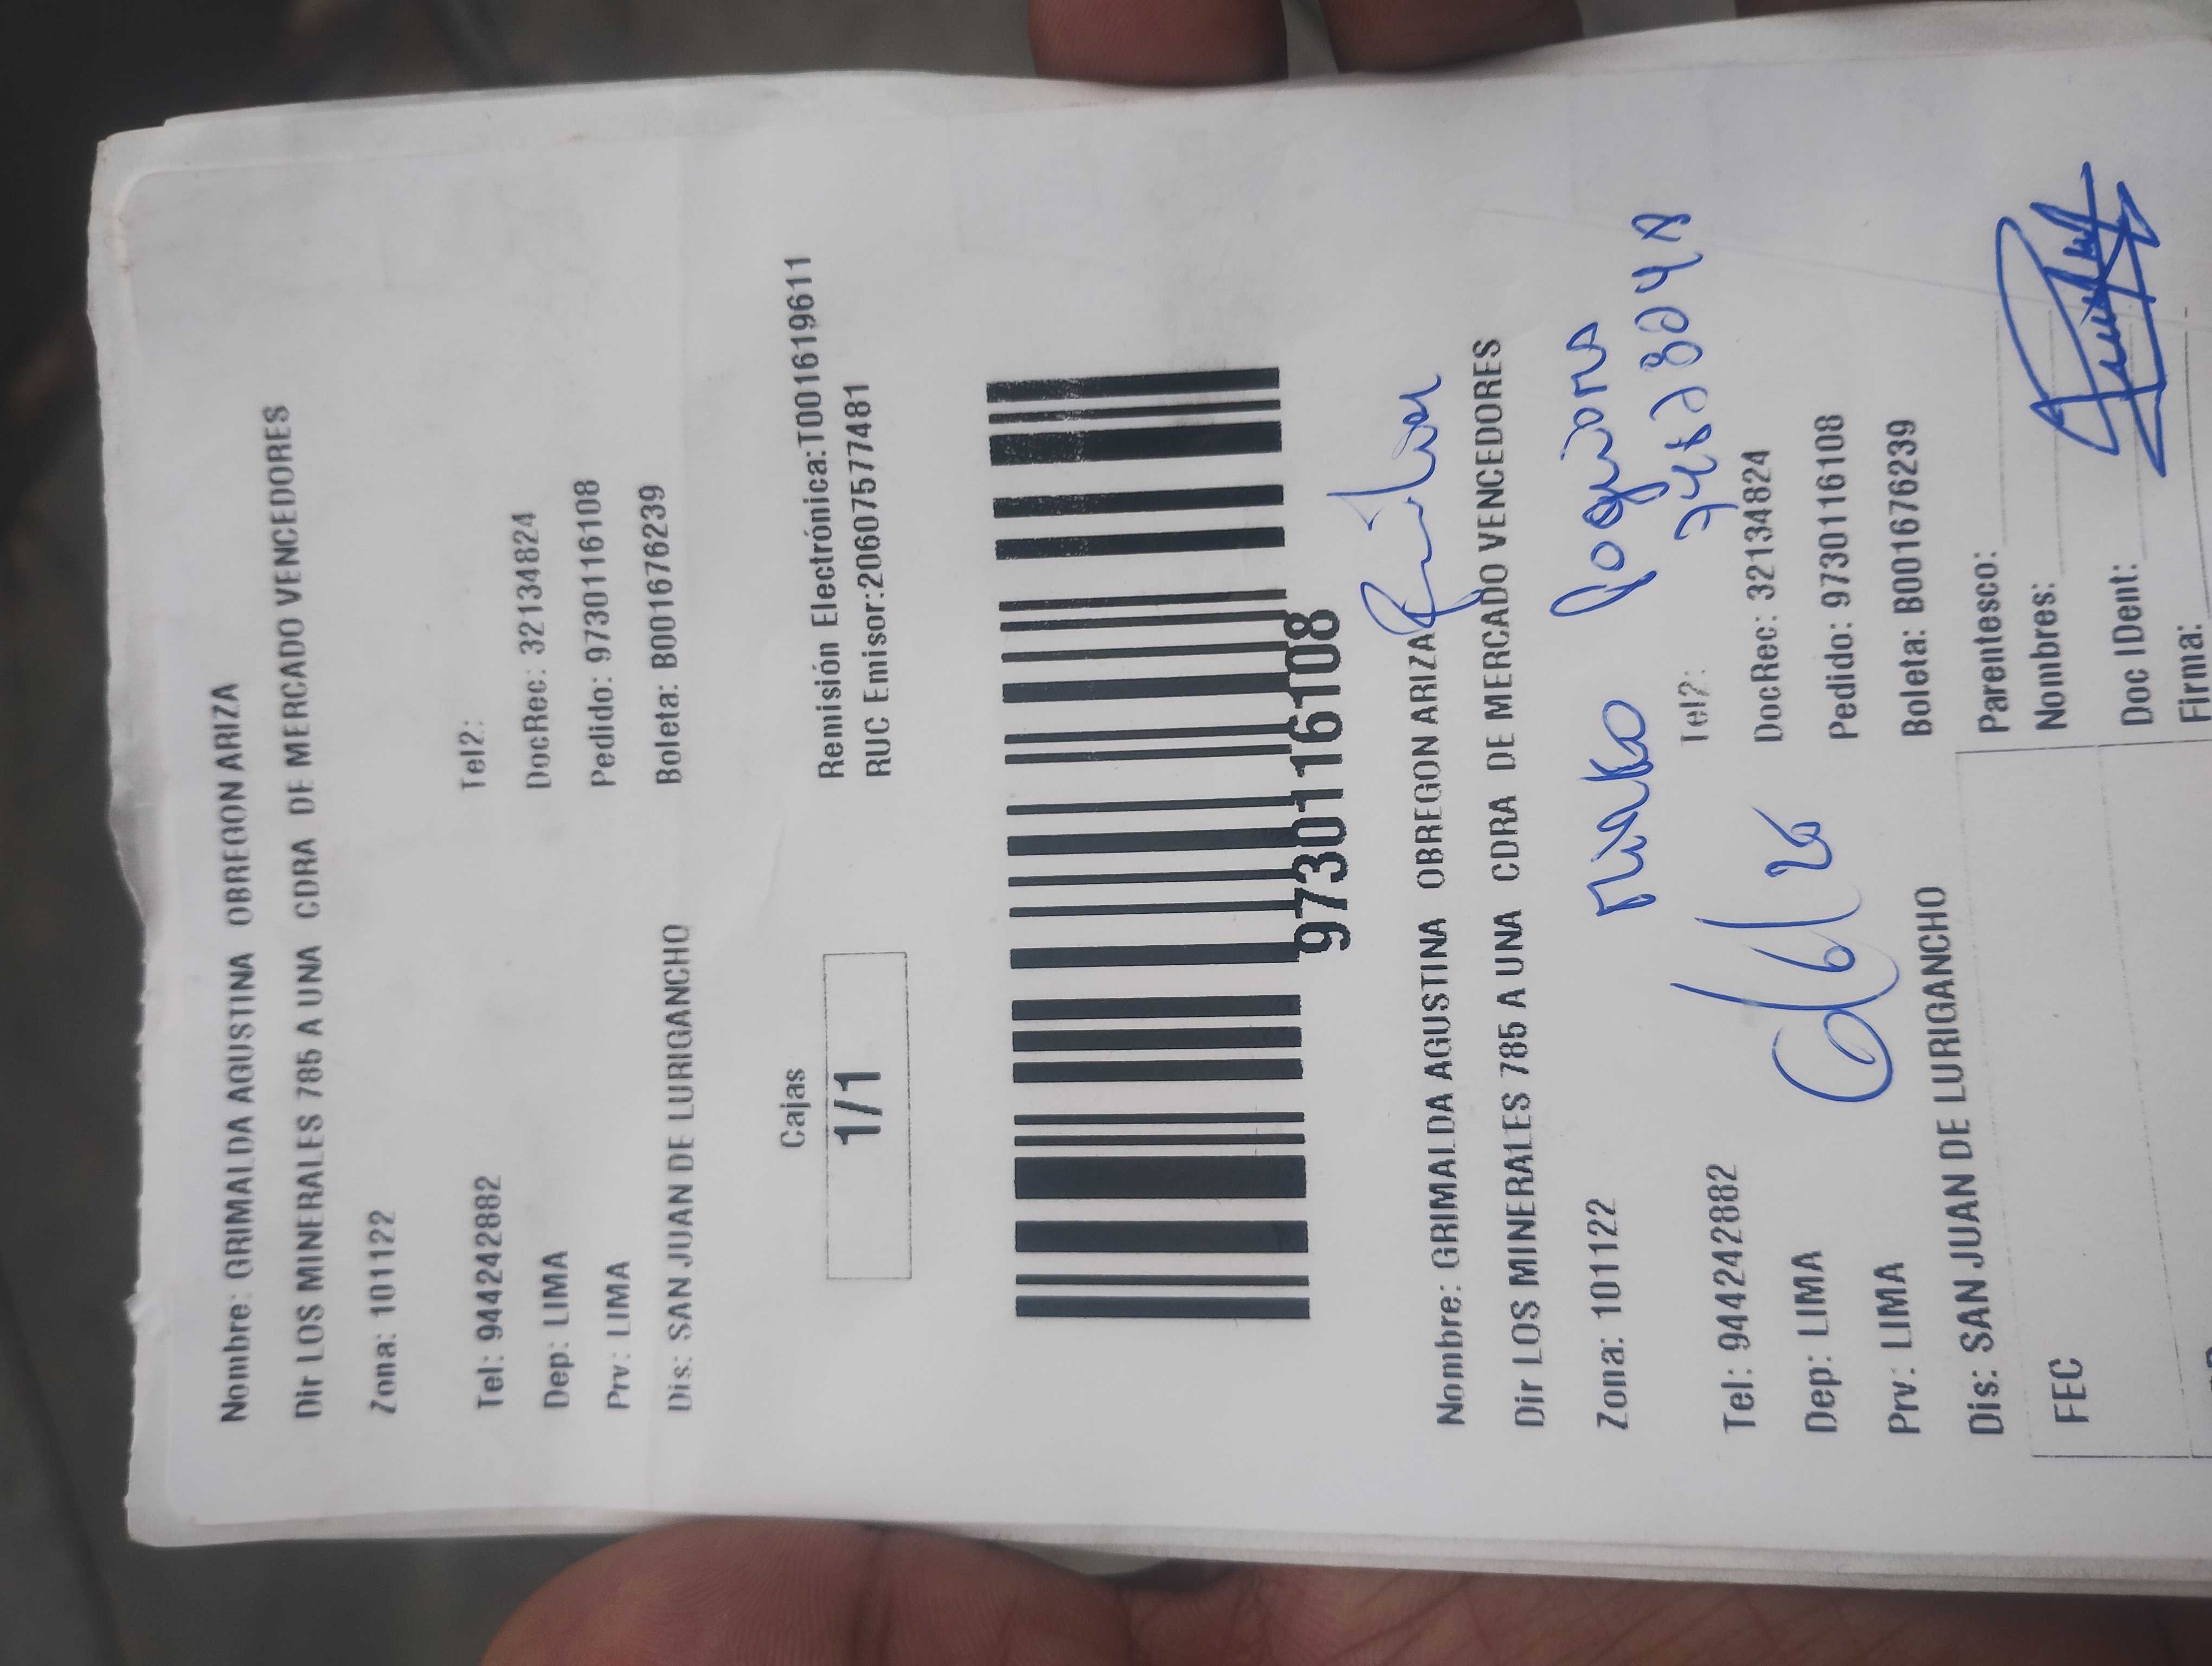 Nombre: GRIMALDA AGUSTINA OBREGON ARIZA
Dir LOS MINERALES 785 A UNA CDRA DE MERCADO VENCEDORES
Zona: 101122
Tel: 944242882 Tel2:
Dep: LIMA DocRec: 32134824
Prv: LIMA Pedido: 97301116108
Dis: SAN JUAN DE LURIGANCHO Boleta: B001676239
Cajas
1/1
Remisión Electrónica:T001619611
RUC Emisor:20607577481
97301116108
Nombre: GRIMALDA AGUSTINA OBREGON ARIZA
Dir LOS MINERALES 785 A UNA CDRA DE MERCADO VENCEDORES
Zona: 101122
Tel: 944242882 Tel2:
Dep: LIMA DocRec: 32134824
Prv: LIMA Pedido: 97301116108
Dis: SAN JUAN DE LURIGANCHO Boleta: B001676239
FEC
Parentesco:
Nombres:
Doc IDent:
Firma: